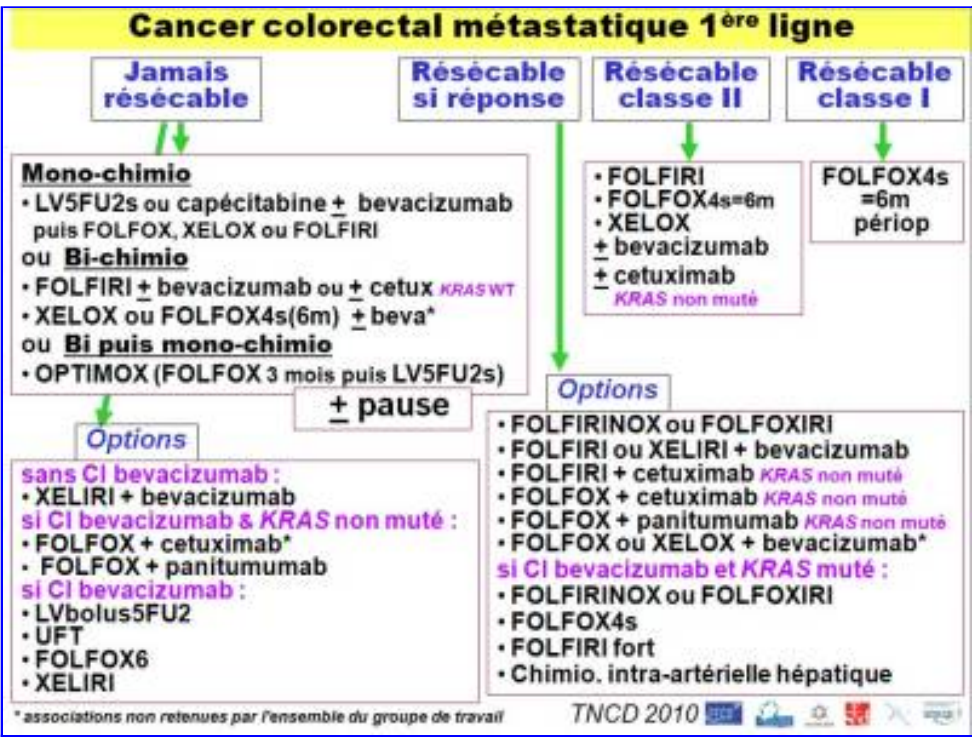 Cancer colorectal métastatique 1ère ligne
Jamais
résécable
Résécable
si réponse
Résécable
classe II
Résécable
classe I
Mono-chimio
• LV5FU2s ou capécitabine + bevacizumab
puis FOLFOX, XELOX ou FOLFIRI
ou Bi-chimio
• FOLFIRI + bevacizumab ou + cetux KRAS WT
• XELOX ou FOLFOX4s(6m) + beva*
ou Bi puis mono-chimio
• OPTIMOX (FOLFOX 3 mois puis LV5FU2s)
+ pause
• FOLFIRI
• FOLFOX4s=6m
• XELOX
+ bevacizumab
+ cetuximab
KRAS non muté
FOLFOX4s
=6m
périop
Options
sans CI bevacizumab :
• XELIRI + bevacizumab
si CI bevacizumab & KRAS non muté :
• FOLFOX + cetuximab*
• FOLFOX + panitumumab
si CI bevacizumab :
• LVbolus5FU2
• UFT
• FOLFOX6
• XELIRI
Options
• FOLFIRINOX ou FOLFOXIRI
• FOLFIRI ou XELIRI + bevacizumab
• FOLFIRI + cetuximab KRAS non muté
• FOLFOX + cetuximab KRAS non muté
• FOLFOX + panitumumab KRAS non muté
• FOLFOX ou XELOX + bevacizumab*
si CI bevacizumab et KRAS muté :
• FOLFIRINOX ou FOLFOXIRI
• FOLFOX4s
• FOLFIRI fort
• Chimio. intra-artérielle hépatique
* associations non retenues par l'ensemble du groupe de travail
TNCD 2010